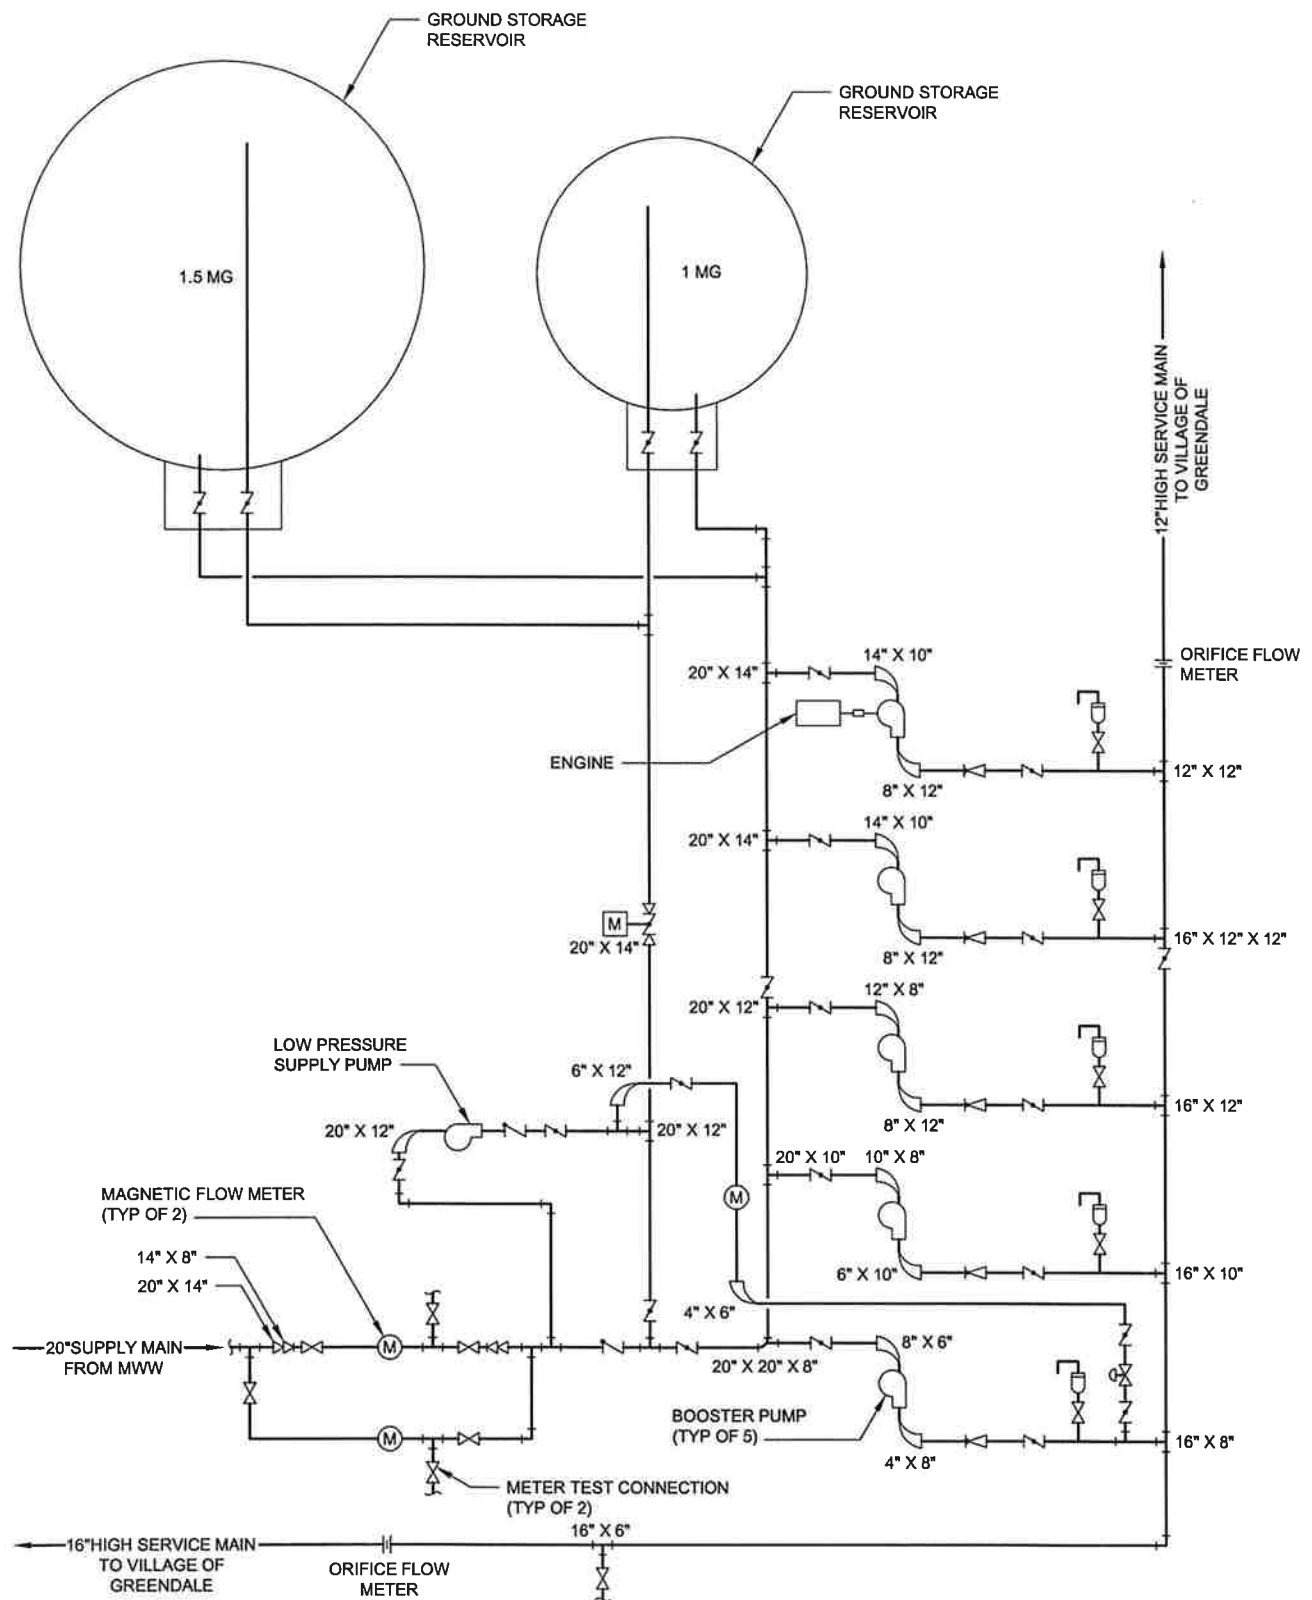 GROUND STORAGE
RESERVOIR
GROUND STORAGE
RESERVOIR
1.5 MG
1 MG
12"HIGH SERVICE MAIN
TO VILLAGE OF
GREENDALE
ORIFICE FLOW
METER
14" X 10"
20" X 14"
ENGINE
12" X 12"
8" X 12"
14" X 10"
20" X 14"
M
20" X 14"
16" X 12" X 12"
8" X 12"
12" X 8"
20" X 12"
LOW PRESSURE
SUPPLY PUMP
6" X 12"
16" X 12"
8" X 12"
20" X 12"
20" X 12"
20" X 10"
10" X 8"
MAGNETIC FLOW METER
(TYP OF 2)
M
14" X 8"
20" X 14"
6" X 10"
16" X 10"
4" X 6"
20"SUPPLY MAIN
FROM MWW
M
8" X 6"
20" X 20" X 8"
BOOSTER PUMP
(TYP OF 5)
M
16" X 8"
4" X 8"
METER TEST CONNECTION
(TYP OF 2)
16" X 6"
16"HIGH SERVICE MAIN
TO VILLAGE OF
GREENDALE
ORIFICE FLOW
METER